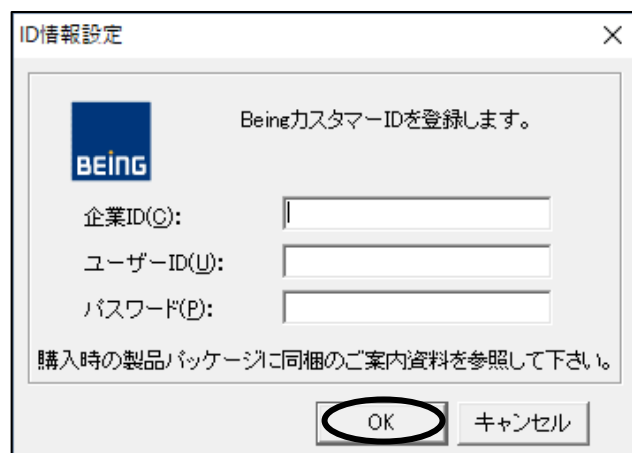 ID情報設定
BeingカスタマーIDを登録します。
BEING
企業ID(C):
ユーザーID(U):
パスワード(P):
購入時の製品パッケージに同梱のご案内資料を参照して下さい。
OK
キャンセル